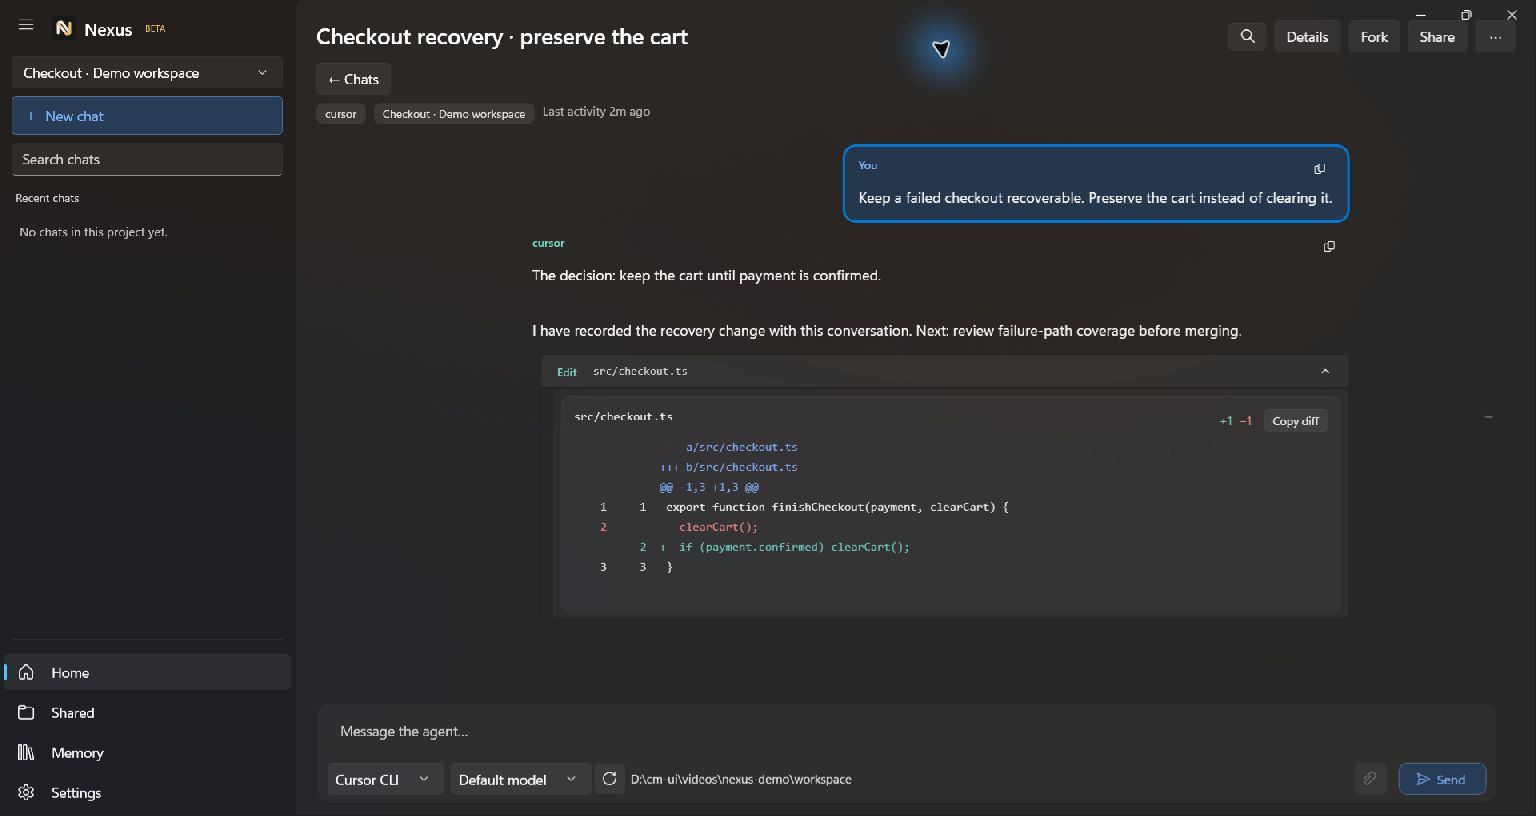 Nexus BETA
Checkout · Demo workspace
+ New chat
Search chats
Recent chats
No chats in this project yet.
Home
Shared
Memory
Settings
Checkout recovery · preserve the cart
Details
Fork
Share
...
← Chats
cursor
Checkout · Demo workspace
Last activity 2m ago
You
Keep a failed checkout recoverable. Preserve the cart instead of clearing it.
cursor
The decision: keep the cart until payment is confirmed.
I have recorded the recovery change with this conversation. Next: review failure-path coverage before merging.
Edit src/checkout.ts
src/checkout.ts
+1 −1 Copy diff
--- a/src/checkout.ts
+++ b/src/checkout.ts
@@ -1,3 +1,3 @@
1 1 export function finishCheckout(payment, clearCart) {
2 - clearCart();
2 + if (payment.confirmed) clearCart();
3 3 }
Message the agent...
Cursor CLI
Default model
D:\cm-ui\videos\nexus-demo\workspace
Send